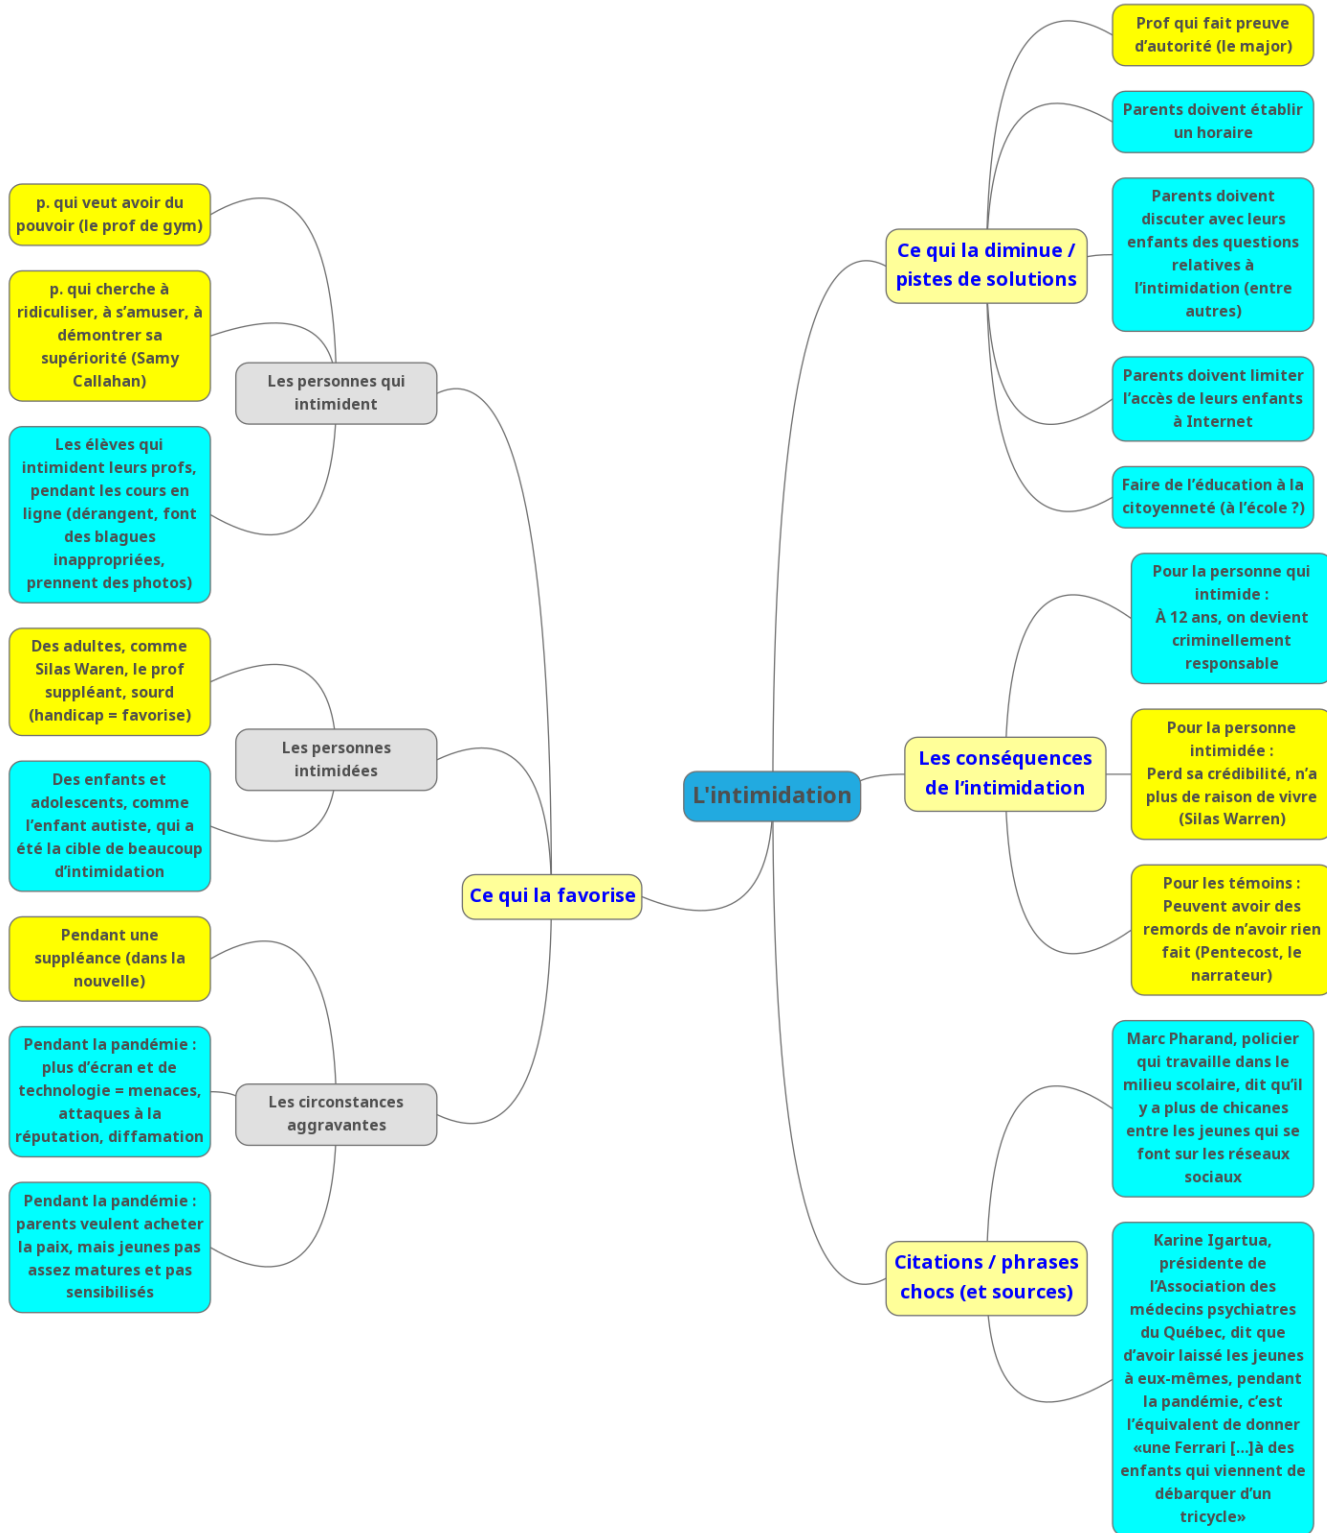 L'intimidation
Ce qui la diminue /
pistes de solutions
Prof qui fait preuve
d’autorité (le major)
Parents doivent établir
un horaire
Parents doivent
discuter avec leurs
enfants des questions
relatives à
l’intimidation (entre
autres)
Parents doivent limiter
l’accès de leurs enfants
à Internet
Faire de l’éducation à la
citoyenneté (à l’école ?)
Les conséquences
de l’intimidation
Pour la personne qui
intimide :
À 12 ans, on devient
criminellement
responsable
Pour la personne
intimidée :
Perd sa crédibilité, n’a
plus de raison de vivre
(Silas Warren)
Pour les témoins :
Peuvent avoir des
remords de n’avoir rien
fait (Pentecost, le
narrateur)
Citations / phrases
chocs (et sources)
Marc Pharand, policier
qui travaille dans le
milieu scolaire, dit qu’il
y a plus de chicanes
entre les jeunes qui se
font sur les réseaux
sociaux
Karine Igartua,
présidente de
l’Association des
médecins psychiatres
du Québec, dit que
d’avoir laissé les jeunes
à eux-mêmes, pendant
la pandémie, c’est
l’équivalent de donner
«une Ferrari [...]à des
enfants qui viennent de
débarquer d’un
tricycle»
Ce qui la favorise
Les personnes qui
intimident
p. qui veut avoir du
pouvoir (le prof de gym)
p. qui cherche à
ridiculiser, à s’amuser, à
démontrer sa
supériorité (Samy
Callahan)
Les élèves qui
intimident leurs profs,
pendant les cours en
ligne (dérangent, font
des blagues
inappropriées,
prennent des photos)
Les personnes
intimidées
Des adultes, comme
Silas Waren, le prof
suppléant, sourd
(handicap = favorise)
Des enfants et
adolescents, comme
l’enfant autiste, qui a
été la cible de beaucoup
d’intimidation
Les circonstances
aggravantes
Pendant une
suppléance (dans la
nouvelle)
Pendant la pandémie :
plus d’écran et de
technologie = menaces,
attaques à la
réputation, diffamation
Pendant la pandémie :
parents veulent acheter
la paix, mais jeunes pas
assez matures et pas
sensibilisés